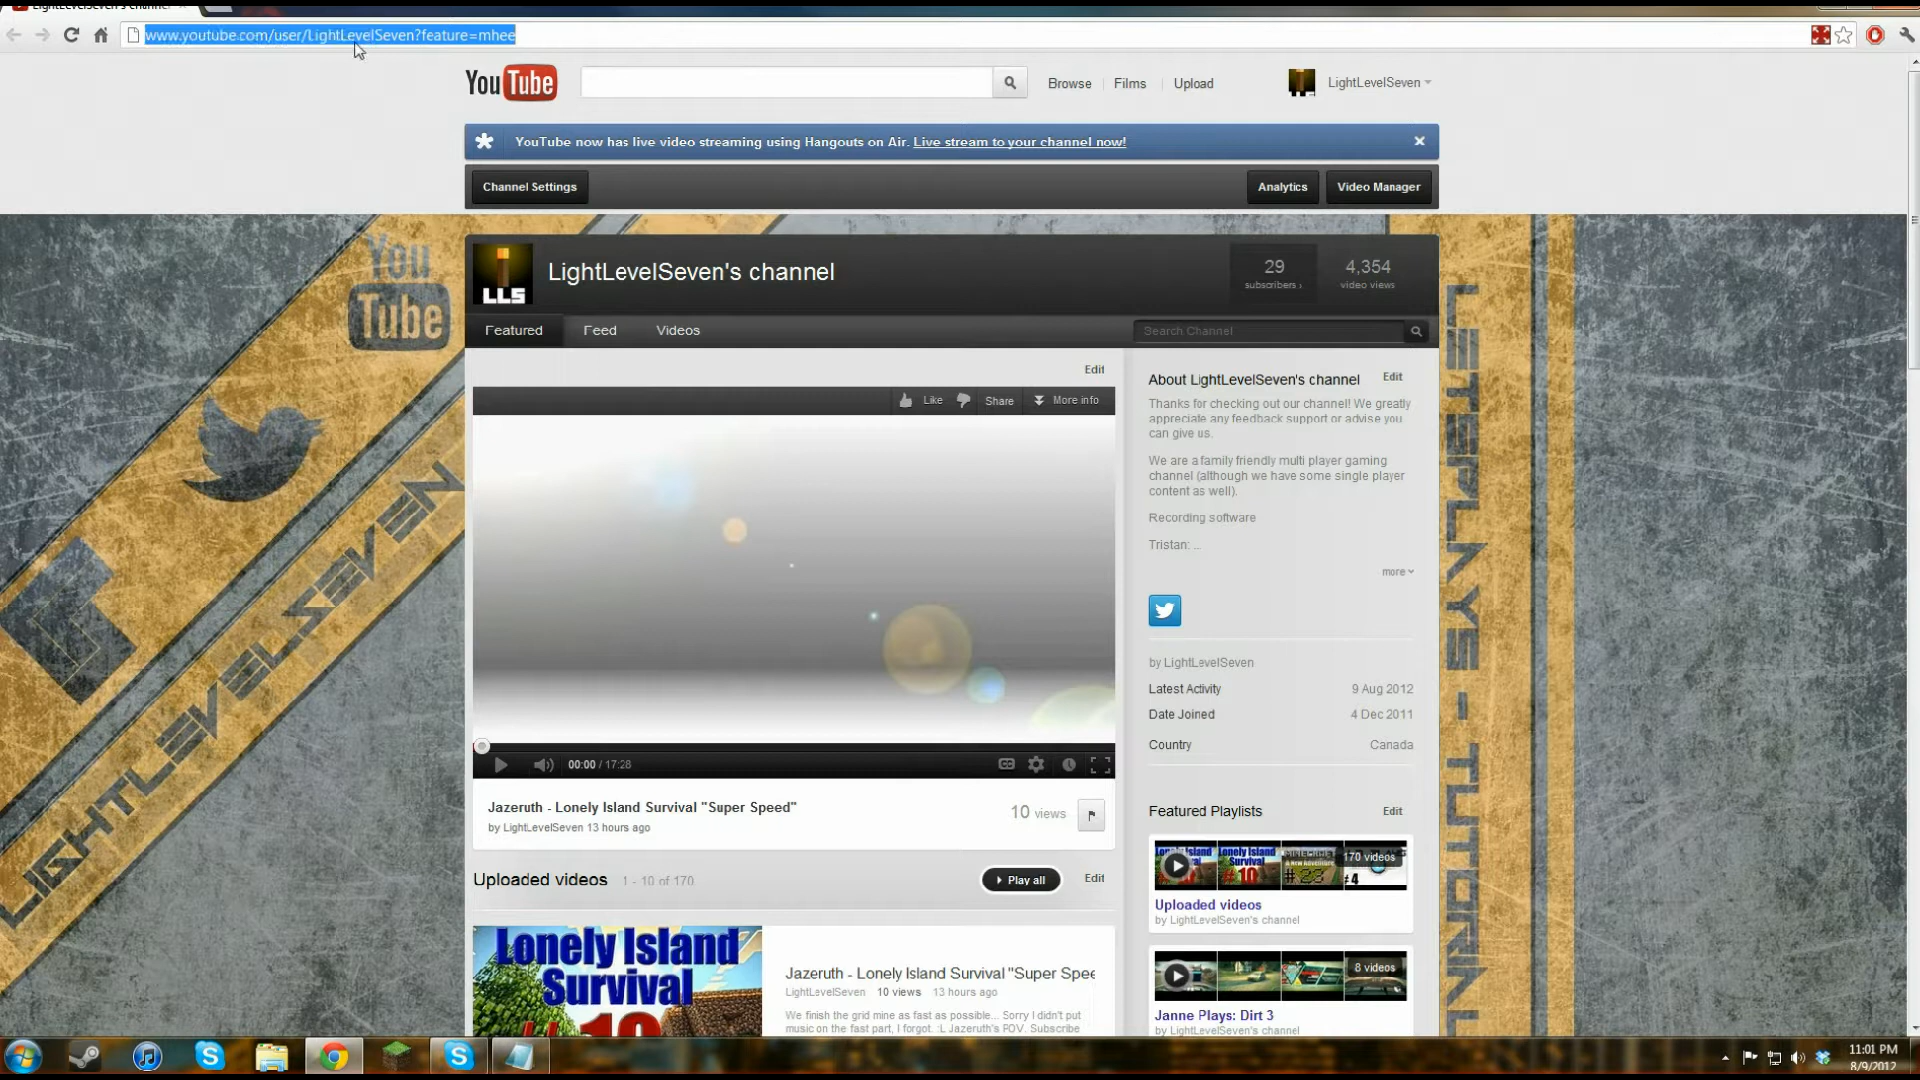 LightLevelSeven's channel
www.youtube.com/user/LightLevelSeven?feature=mhee
YouTube
Browse
Films
Upload
LightLevelSeven
YouTube now has live video streaming using Hangouts on Air. Live stream to your channel now!
Channel Settings
Analytics
Video Manager
YouTube
LLS
LightLevelSeven's channel
29
subscribers
4,354
video views
Featured
Feed
Videos
Search Channel
Edit
Like
Share
More info
00:00 / 17:28
CC
Jazeruth - Lonely Island Survival "Super Speed"
by LightLevelSeven 13 hours ago
10 views
Uploaded videos 1 - 10 of 170
Play all
Edit
Lonely Island
Survival
# 10
Jazeruth - Lonely Island Survival "Super Spee
LightLevelSeven 10 views 13 hours ago
We finish the grid mine as fast as possible... Sorry I didn't put
music on the fast part, I forgot. :L Jazeruth's POV. Subscribe
About LightLevelSeven's channel
Edit
Thanks for checking out our channel! We greatly
appreciate any feedback support or advise you
can give us.
We are a family friendly multi player gaming
channel (although we have some single player
content as well).
Recording software
Tristan: ...
more
by LightLevelSeven
Latest Activity 9 Aug 2012
Date Joined 4 Dec 2011
Country Canada
Featured Playlists
Edit
170 videos
Uploaded videos
by LightLevelSeven's channel
8 videos
Janne Plays: Dirt 3
by LightLevelSeven's channel
LIGHTLEVELSEVEN
LIGHTLEVELSEVEN
LETSPLAYS - TUTORIAL
11:01 PM
8/9/2012